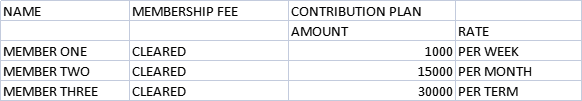 NAME MEMBERSHIP FEE CONTRIBUTION PLAN
AMOUNT RATE
MEMBER ONE CLEARED 1000 PER WEEK
MEMBER TWO CLEARED 15000 PER MONTH
MEMBER THREE CLEARED 30000 PER TERM